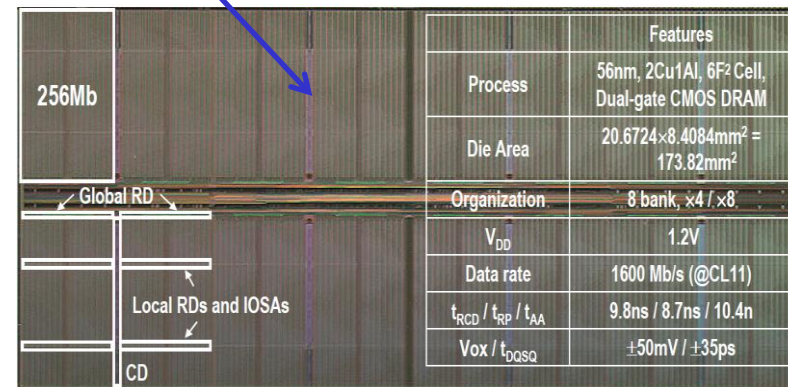 256Mb
Global RD
Local RDs and IOSAs
CD
Features
Process
56nm, 2Cu1Al, 6F² Cell,
Dual-gate CMOS DRAM
Die Area
20.6724×8.4084mm² =
173.82mm²
Organization
8 bank, ×4 / ×8
V_DD
1.2V
Data rate
1600 Mb/s (@CL11)
t_RCD / t_RP / t_AA
9.8ns / 8.7ns / 10.4n
Vox / t_DQSQ
±50mV / ±35ps